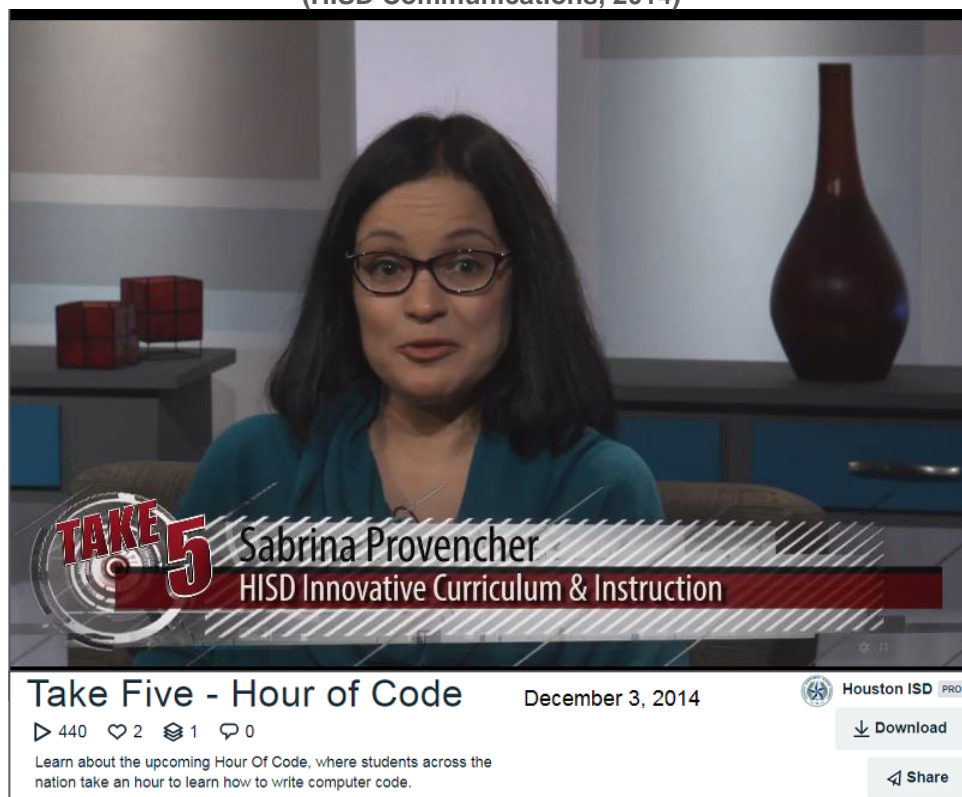 (HISD Communications, 2014)
TAKE 5
Sabrina Provencher
HISD Innovative Curriculum & Instruction
Take Five - Hour of Code
December 3, 2014
Houston ISD PRO
440 2 1 0
Download
Learn about the upcoming Hour Of Code, where students across the
nation take an hour to learn how to write computer code.
Share